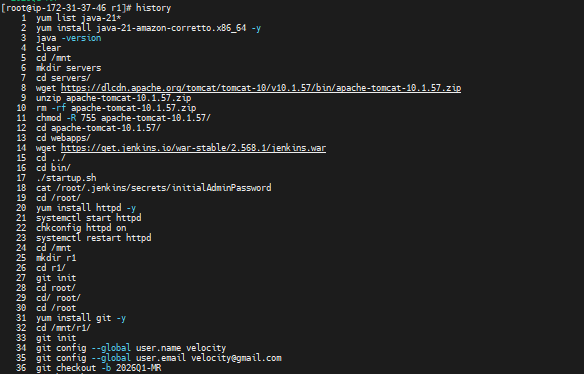 [root@ip-172-31-37-46 r1]# history
1 yum list java-21*
2 yum install java-21-amazon-corretto.x86_64 -y
3 java -version
4 clear
5 cd /mnt
6 mkdir servers
7 cd servers/
8 wget https://dlcdn.apache.org/tomcat/tomcat-10/v10.1.57/bin/apache-tomcat-10.1.57.zip
9 unzip apache-tomcat-10.1.57.zip
10 rm -rf apache-tomcat-10.1.57.zip
11 chmod -R 755 apache-tomcat-10.1.57/
12 cd apache-tomcat-10.1.57/
13 cd webapps/
14 wget https://get.jenkins.io/war-stable/2.568.1/jenkins.war
15 cd ../
16 cd bin/
17 ./startup.sh
18 cat /root/.jenkins/secrets/initialAdminPassword
19 cd /root/
20 yum install httpd -y
21 systemctl start httpd
22 chkconfig httpd on
23 systemctl restart httpd
24 cd /mnt
25 mkdir r1
26 cd r1/
27 git init
28 cd root/
29 cd/ root/
30 cd /root
31 yum install git -y
32 cd /mnt/r1/
33 git init
34 git config --global user.name velocity
35 git config --global user.email velocity@gmail.com
36 git checkout -b 2026Q1-MR